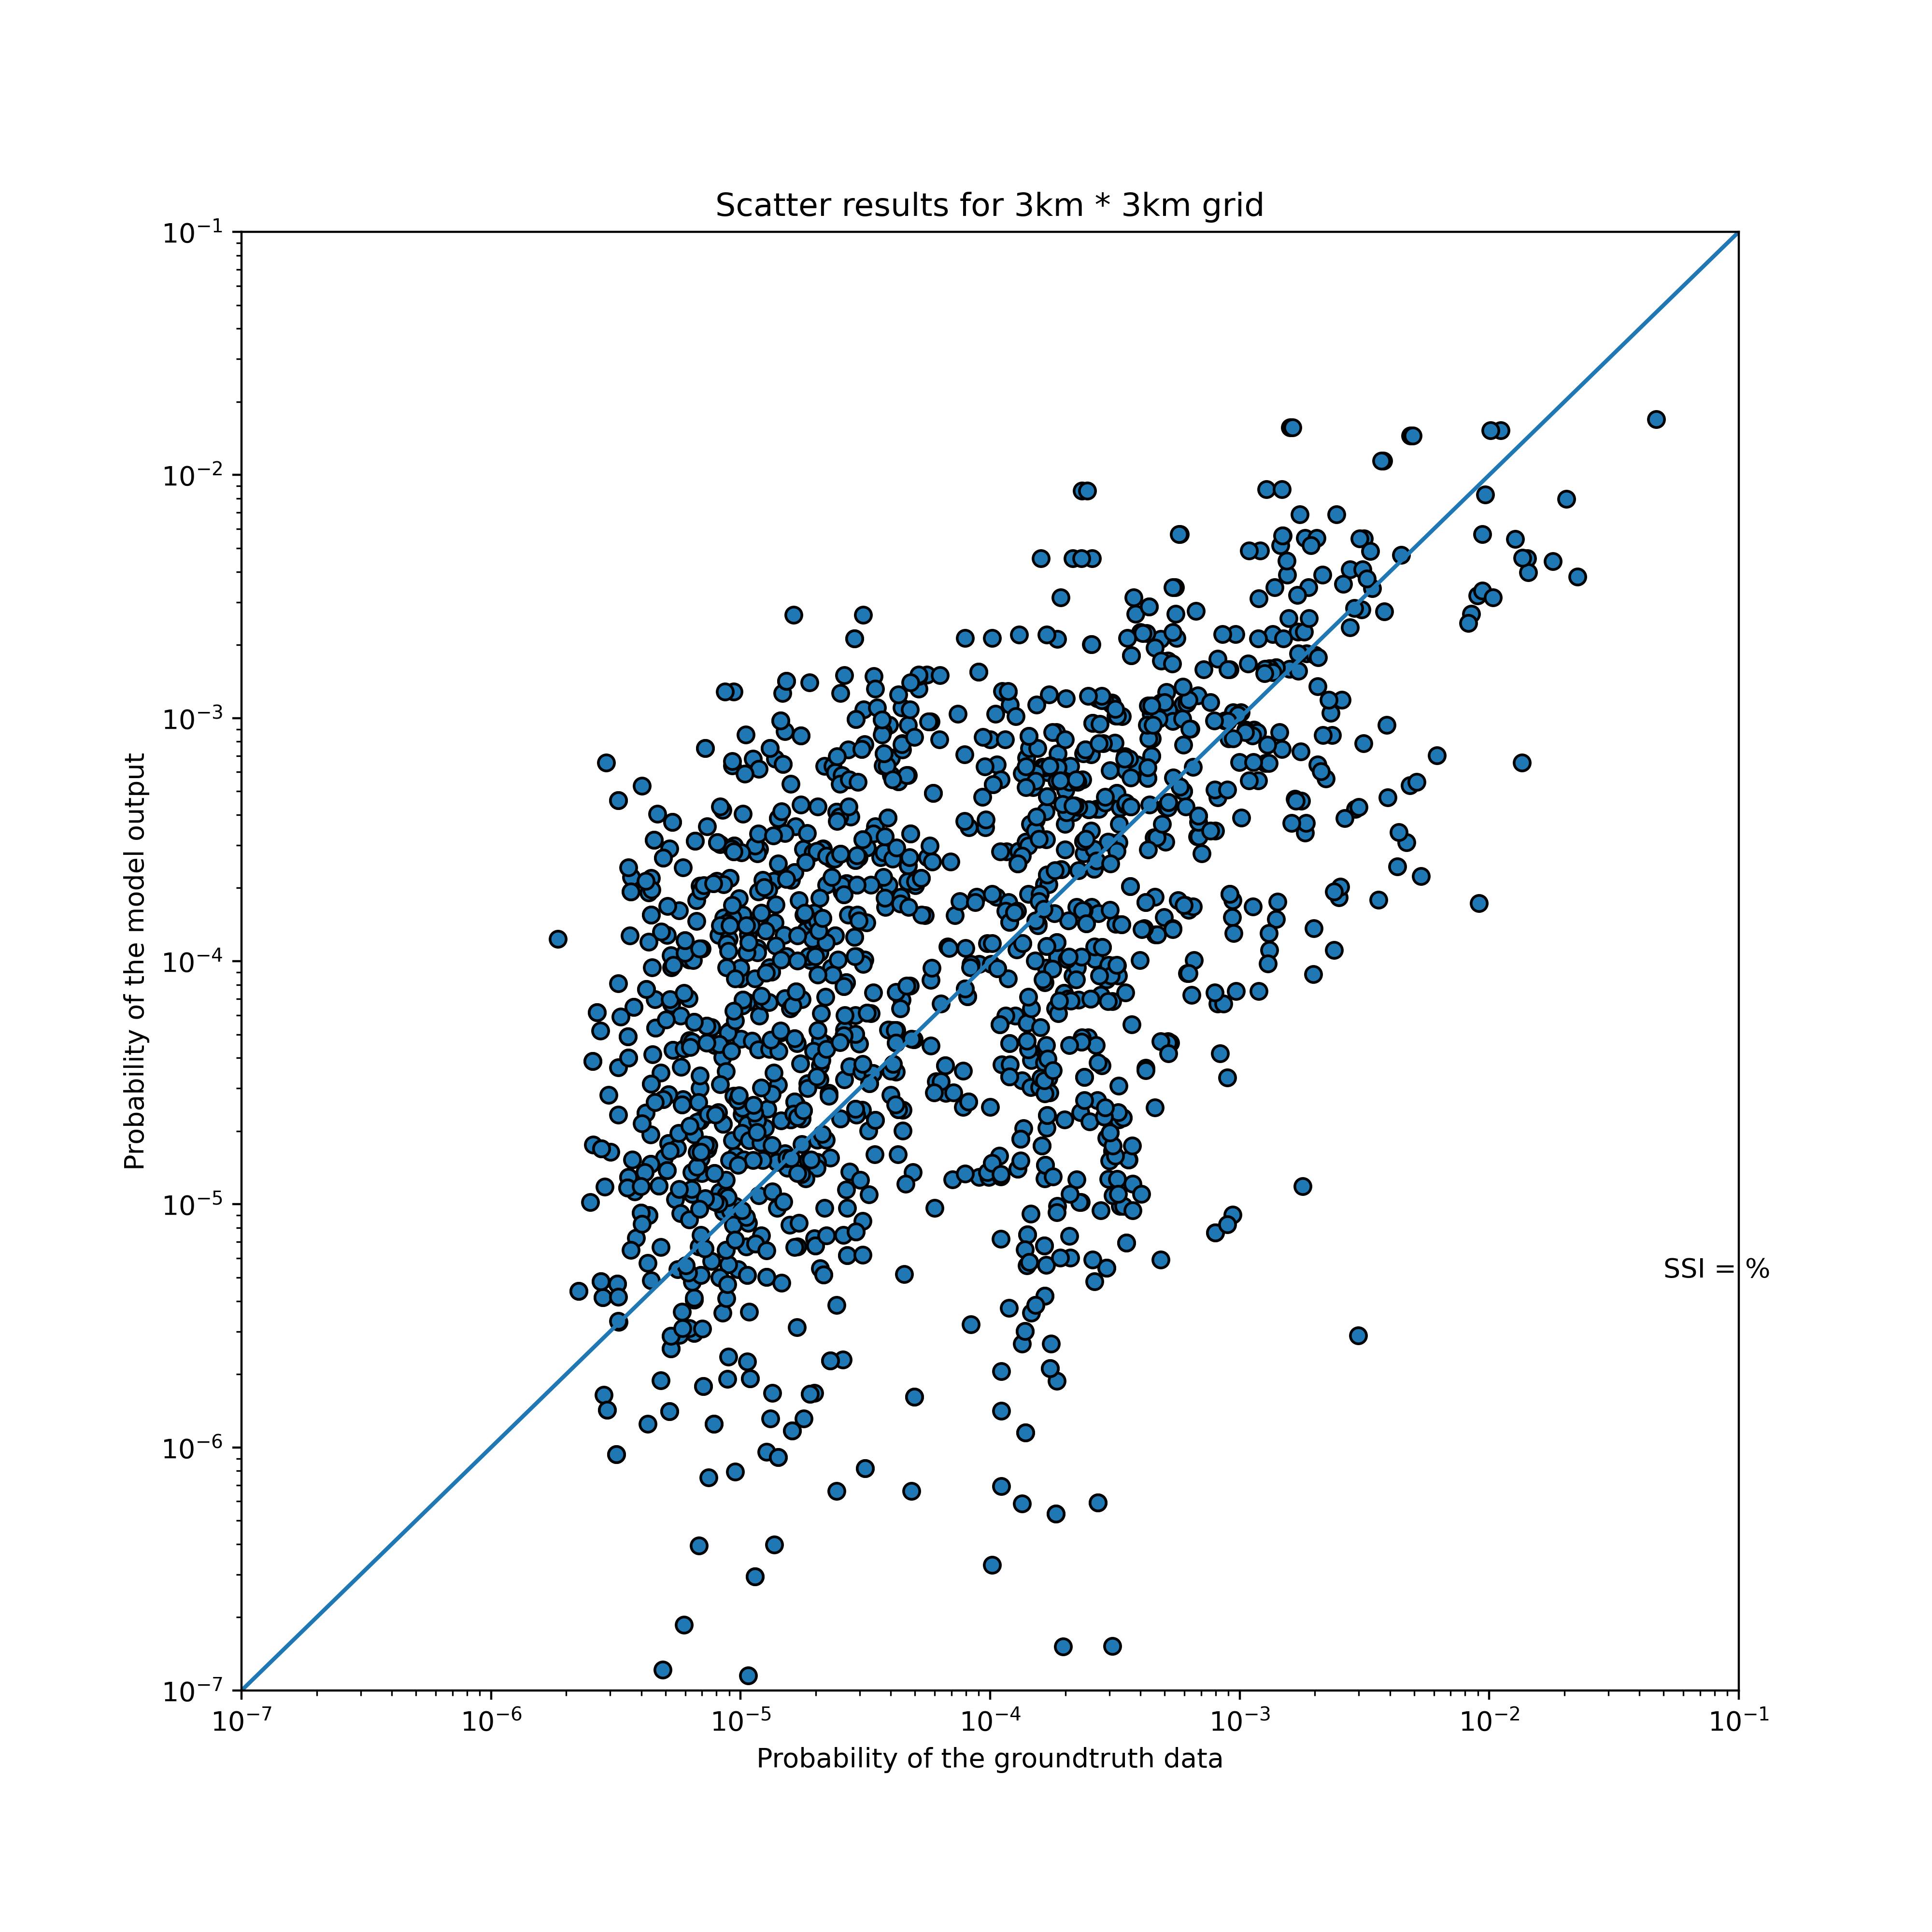 Scatter results for 3km * 3km grid
10⁻¹
10⁻²
10⁻³
10⁻⁴
10⁻⁵
10⁻⁶
10⁻⁷
Probability of the model output
SSI = %
10⁻⁷ 10⁻⁶ 10⁻⁵ 10⁻⁴ 10⁻³ 10⁻² 10⁻¹
Probability of the groundtruth data